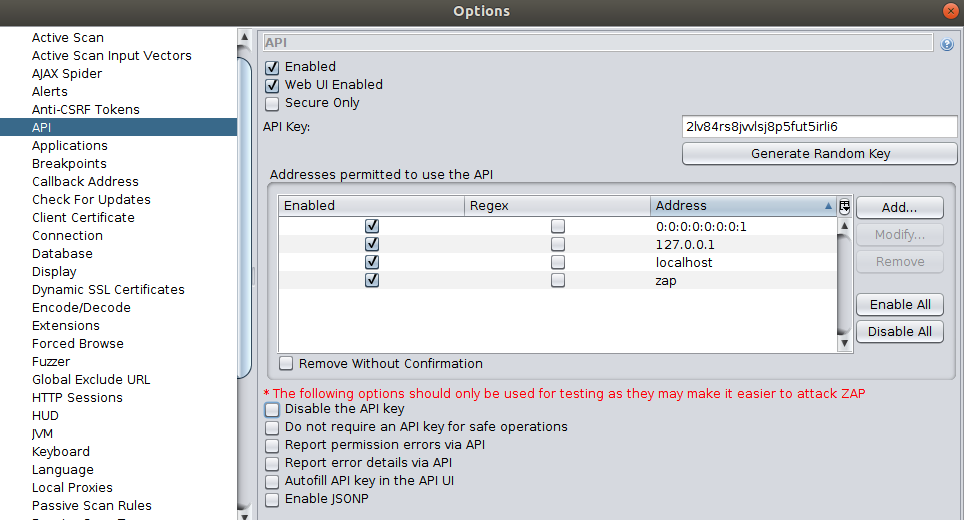 Options
Active Scan
Active Scan Input Vectors
AJAX Spider
Alerts
Anti-CSRF Tokens
API
Applications
Breakpoints
Callback Address
Check For Updates
Client Certificate
Connection
Database
Display
Dynamic SSL Certificates
Encode/Decode
Extensions
Forced Browse
Fuzzer
Global Exclude URL
HTTP Sessions
HUD
JVM
Keyboard
Language
Local Proxies
Passive Scan Rules
API
Enabled
Web UI Enabled
Secure Only
API Key: 2lv84rs8jvvlsj8p5fut5irli6
Generate Random Key
Addresses permitted to use the API
Enabled Regex Address
0:0:0:0:0:0:0:1
127.0.0.1
localhost
zap
Add...
Modify...
Remove
Enable All
Disable All
Remove Without Confirmation
* The following options should only be used for testing as they may make it easier to attack ZAP
Disable the API key
Do not require an API key for safe operations
Report permission errors via API
Report error details via API
Autofill API key in the API UI
Enable JSONP